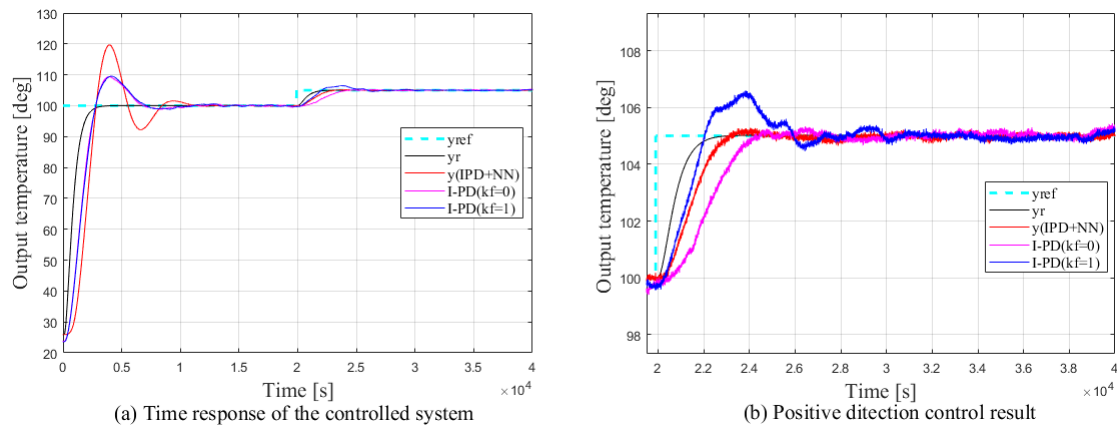 130
120
110
100
90
80
70
60
50
40
30
20
Output temperature [deg]
yref
yr
y(IPD+NN)
I-PD(kf=0)
I-PD(kf=1)
0 0.5 1 1.5 2 2.5 3 3.5 4
Time [s]
×10⁴
(a) Time response of the controlled system
108
106
104
102
100
98
Output temperature [deg]
yref
yr
y(IPD+NN)
I-PD(kf=0)
I-PD(kf=1)
2 2.2 2.4 2.6 2.8 3 3.2 3.4 3.6 3.8 4
Time [s]
×10⁴
(b) Positive ditection control result